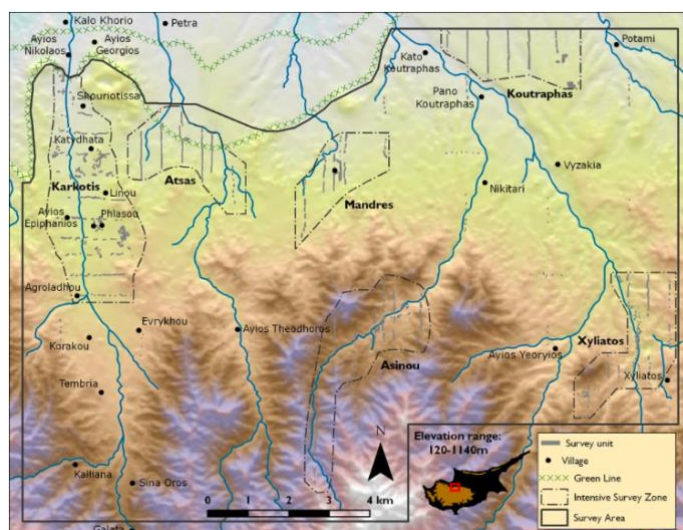 Kalo Khorio
Petra
Ayios
Nikolaos
Ayios
Georgios
Potami
Kato
Koutraphas
Koutraphas
Pano
Koutraphas
Skouriotissa
Katydhata
Karkotis
Linou
Atsas
Vyzakia
Nikitari
Mandres
Ayios
Epiphanios
Phlasou
Agroladhou
Evrykhou
Korakou
Ayios Theodhoros
Asinou
Ayios Yeoryios
Xyliatos
Xyliatos
Tembria
Kalliana
Sina Oros
Galata
N
0 1 2 3 4 km
Elevation range:
120-1140m
Survey unit
Village
Green Line
Intensive Survey Zone
Survey Area